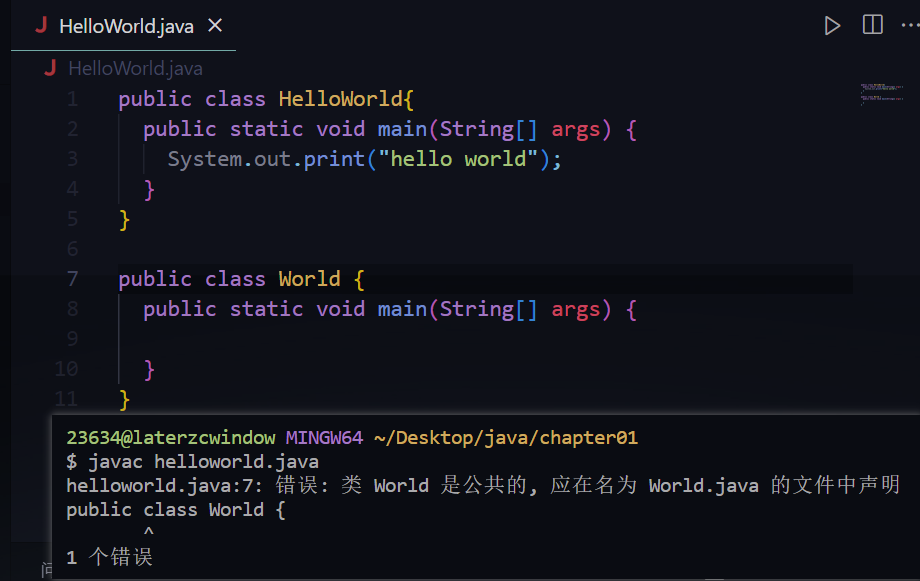 HelloWorld.java
HelloWorld.java
1 public class HelloWorld{
2 public static void main(String[] args) {
3 System.out.print("hello world");
4 }
5 }
6
7 public class World {
8 public static void main(String[] args) {
9
10 }
11 }
23634@laterzcwindow MINGW64 ~/Desktop/java/chapter01
$ javac helloworld.java
helloworld.java:7: 错误: 类 World 是公共的, 应在名为 World.java 的文件中声明
public class World {
^
1 个错误